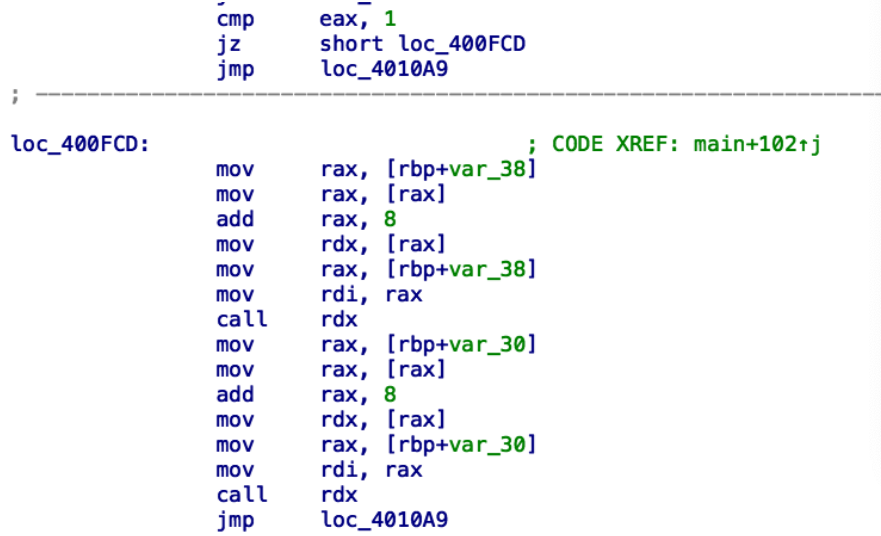 cmp eax, 1
jz short loc_400FCD
jmp loc_4010A9
; ------------------------------------------------------------------
loc_400FCD: ; CODE XREF: main+102↑j
mov rax, [rbp+var_38]
mov rax, [rax]
add rax, 8
mov rdx, [rax]
mov rax, [rbp+var_38]
mov rdi, rax
call rdx
mov rax, [rbp+var_30]
mov rax, [rax]
add rax, 8
mov rdx, [rax]
mov rax, [rbp+var_30]
mov rdi, rax
call rdx
jmp loc_4010A9